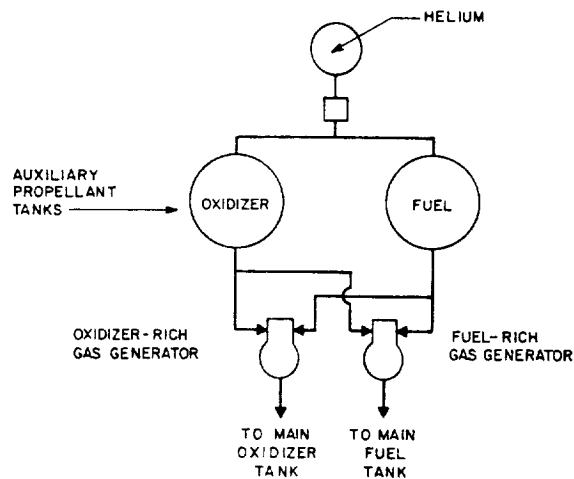 HELIUM
AUXILIARY
PROPELLANT
TANKS
OXIDIZER
FUEL
OXIDIZER-RICH
GAS GENERATOR
FUEL-RICH
GAS GENERATOR
TO MAIN
OXIDIZER
TANK
TO MAIN
FUEL
TANK